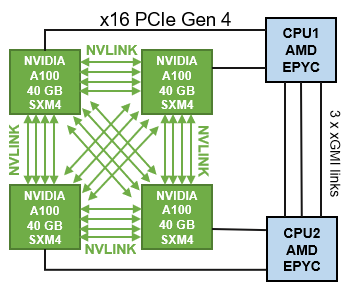 x16 PCIe Gen 4
NVIDIA
A100
40 GB
SXM4
NVLINK
NVIDIA
A100
40 GB
SXM4
CPU1
AMD
EPYC
NVLINK
NVLINK
3 x xGMI links
NVIDIA
A100
40 GB
SXM4
NVLINK
NVIDIA
A100
40 GB
SXM4
CPU2
AMD
EPYC